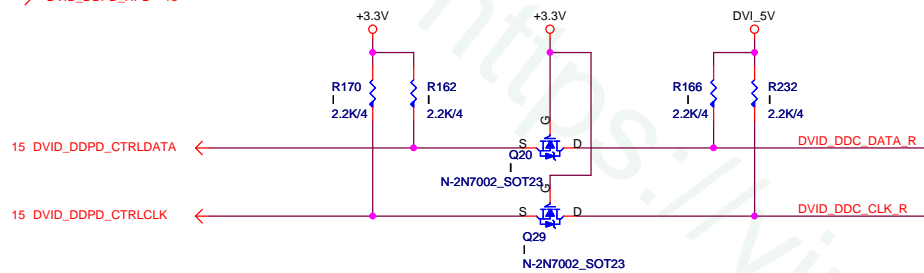 +3.3V +3.3V DVI_5V
R170 R162 R166 R232
I I I I
2.2K/4 2.2K/4 2.2K/4 2.2K/4
G
15 DVID_DDPD_CTRLDATA S D DVID_DDC_DATA_R
Q20
I
N-2N7002_SOT23
G
15 DVID_DDPD_CTRLCLK S D DVID_DDC_CLK_R
Q29
I
N-2N7002_SOT23